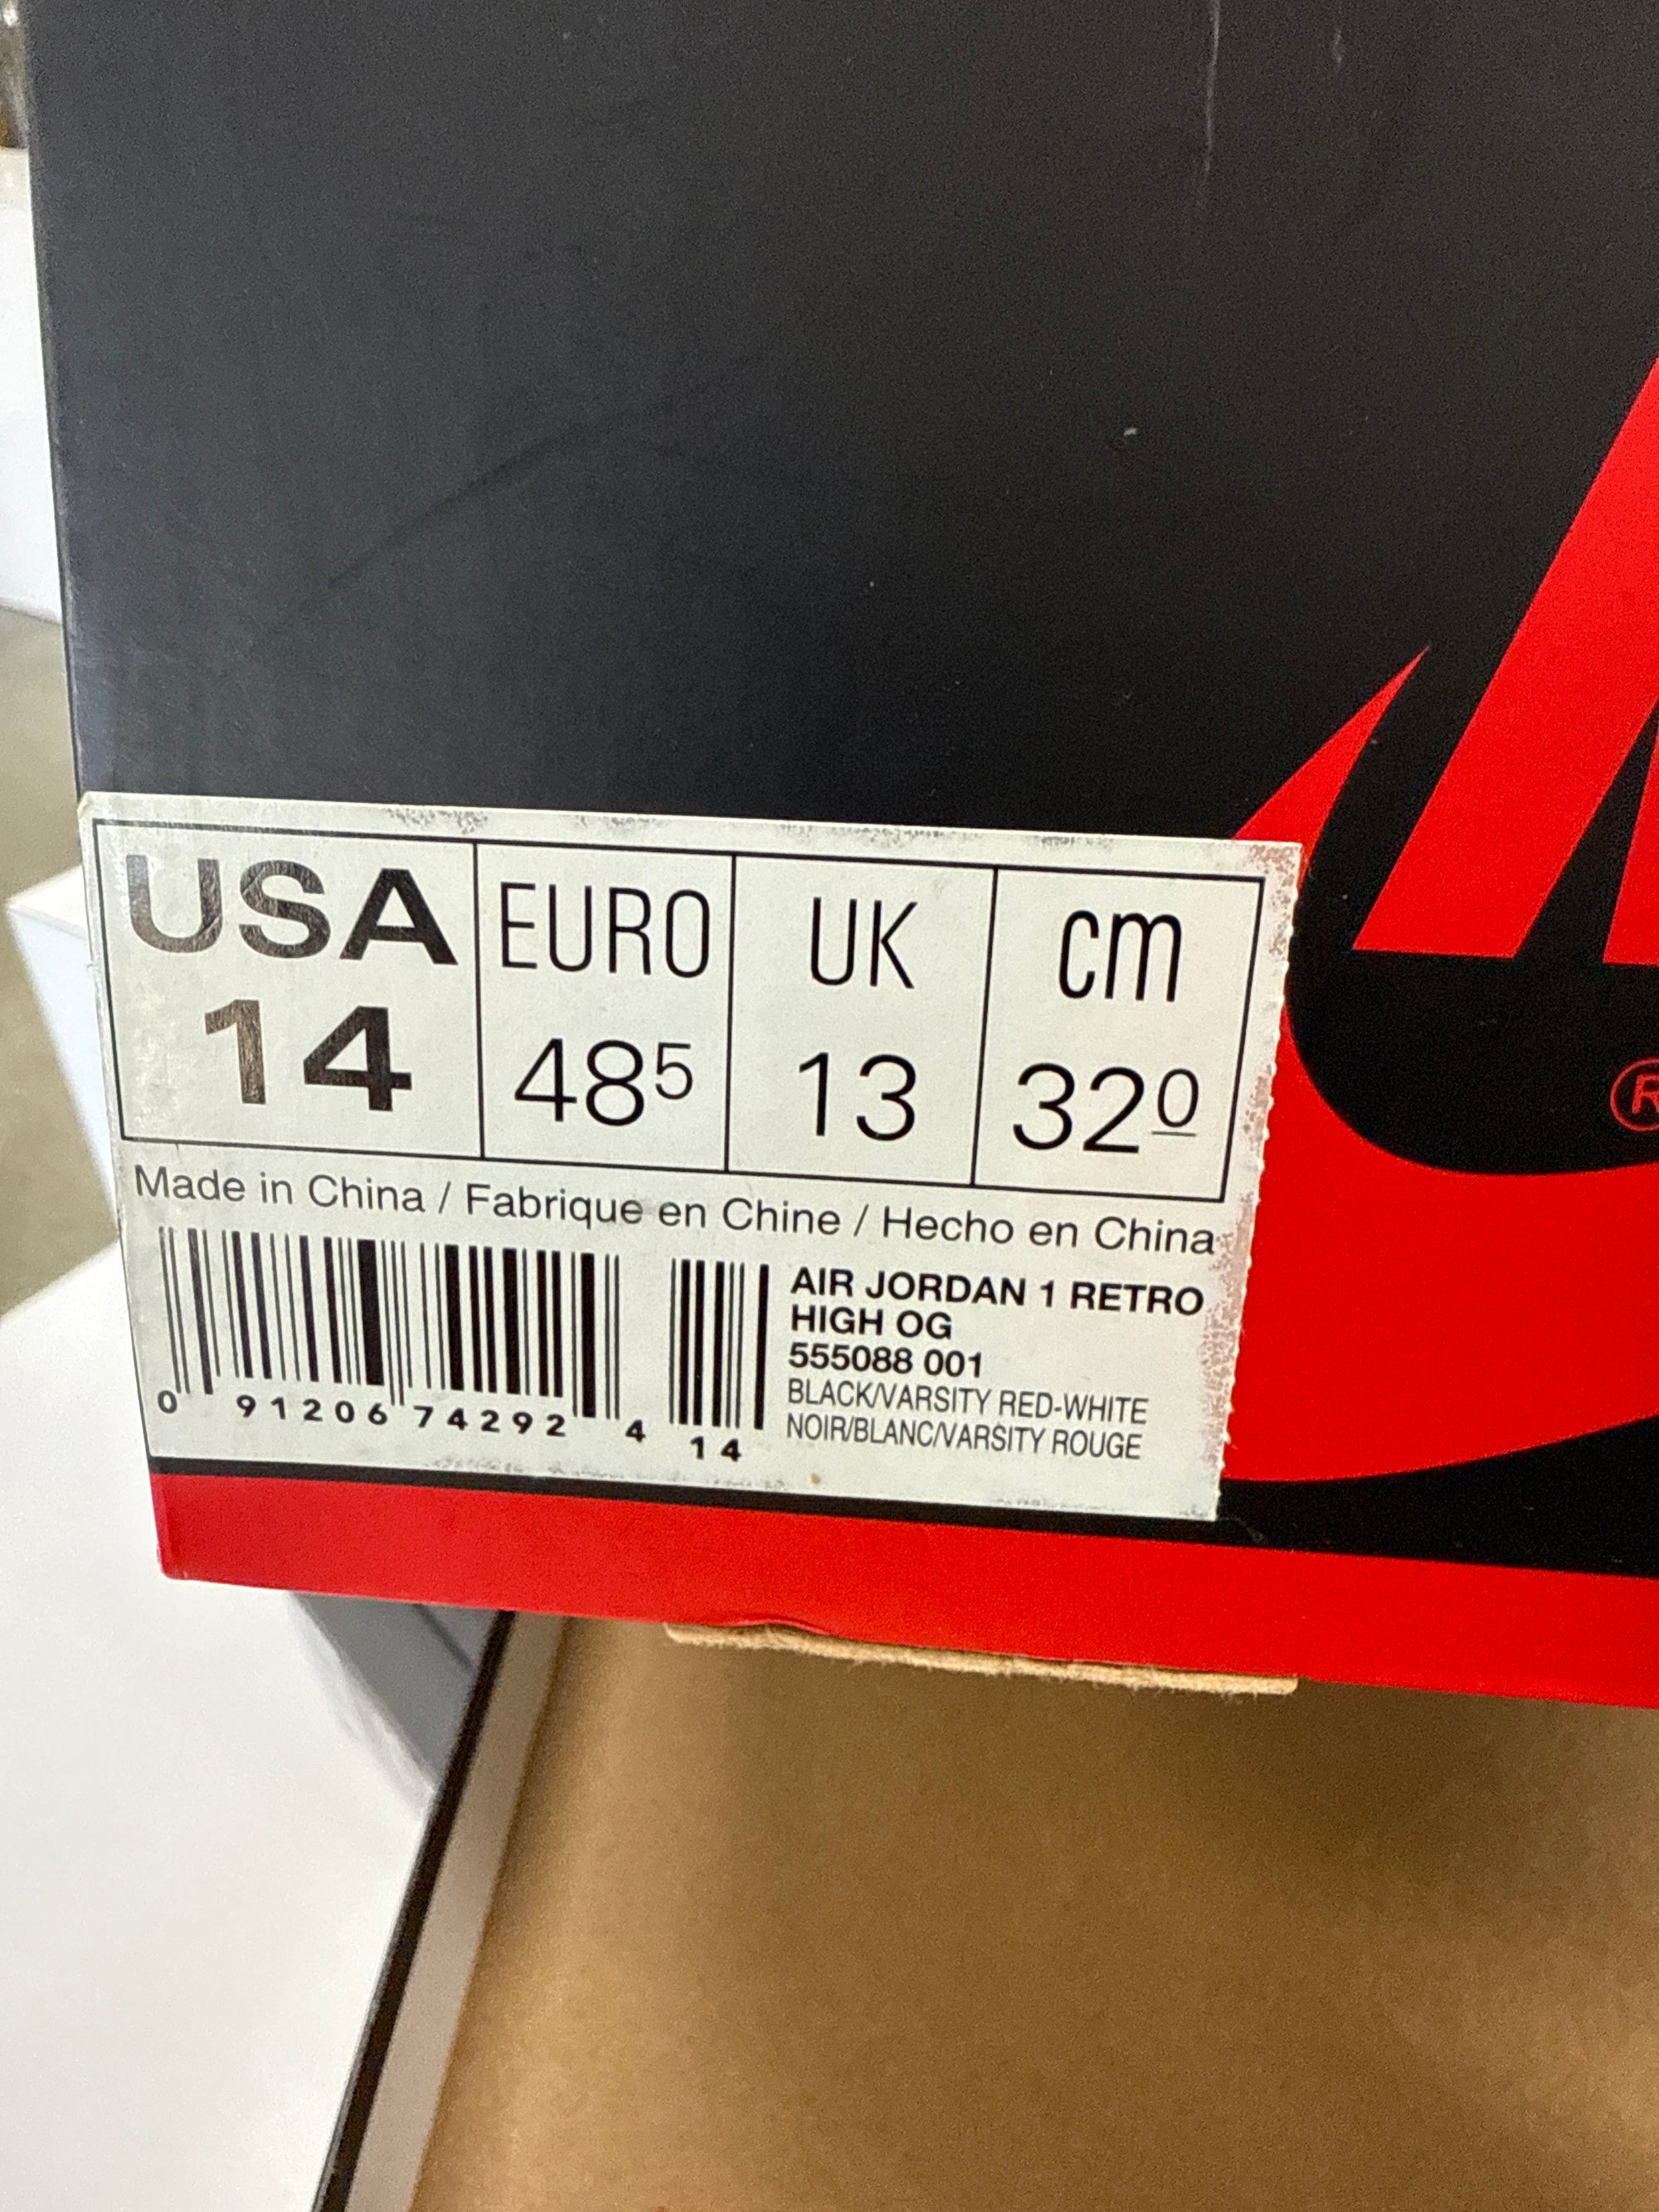 USA EURO UK cm
14 48⁵ 13 32⁰
Made in China / Fabrique en Chine / Hecho en China
AIR JORDAN 1 RETRO
HIGH OG
555088 001
BLACK/VARSITY RED-WHITE
NOIR/BLANC/VARSITY ROUGE
0 91206 74292 4 14
®